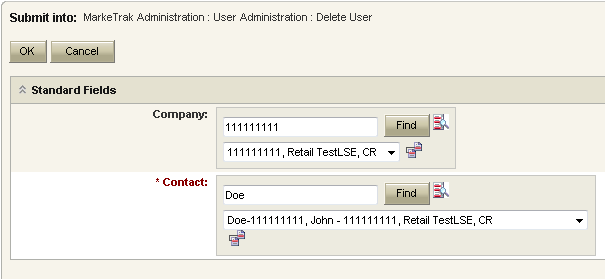 Submit into: MarkeTrak Administration : User Administration : Delete User
OK Cancel
Standard Fields
Company:
111111111 Find
111111111, Retail TestLSE, CR
* Contact:
Doe Find
Doe-111111111, John - 111111111, Retail TestLSE, CR